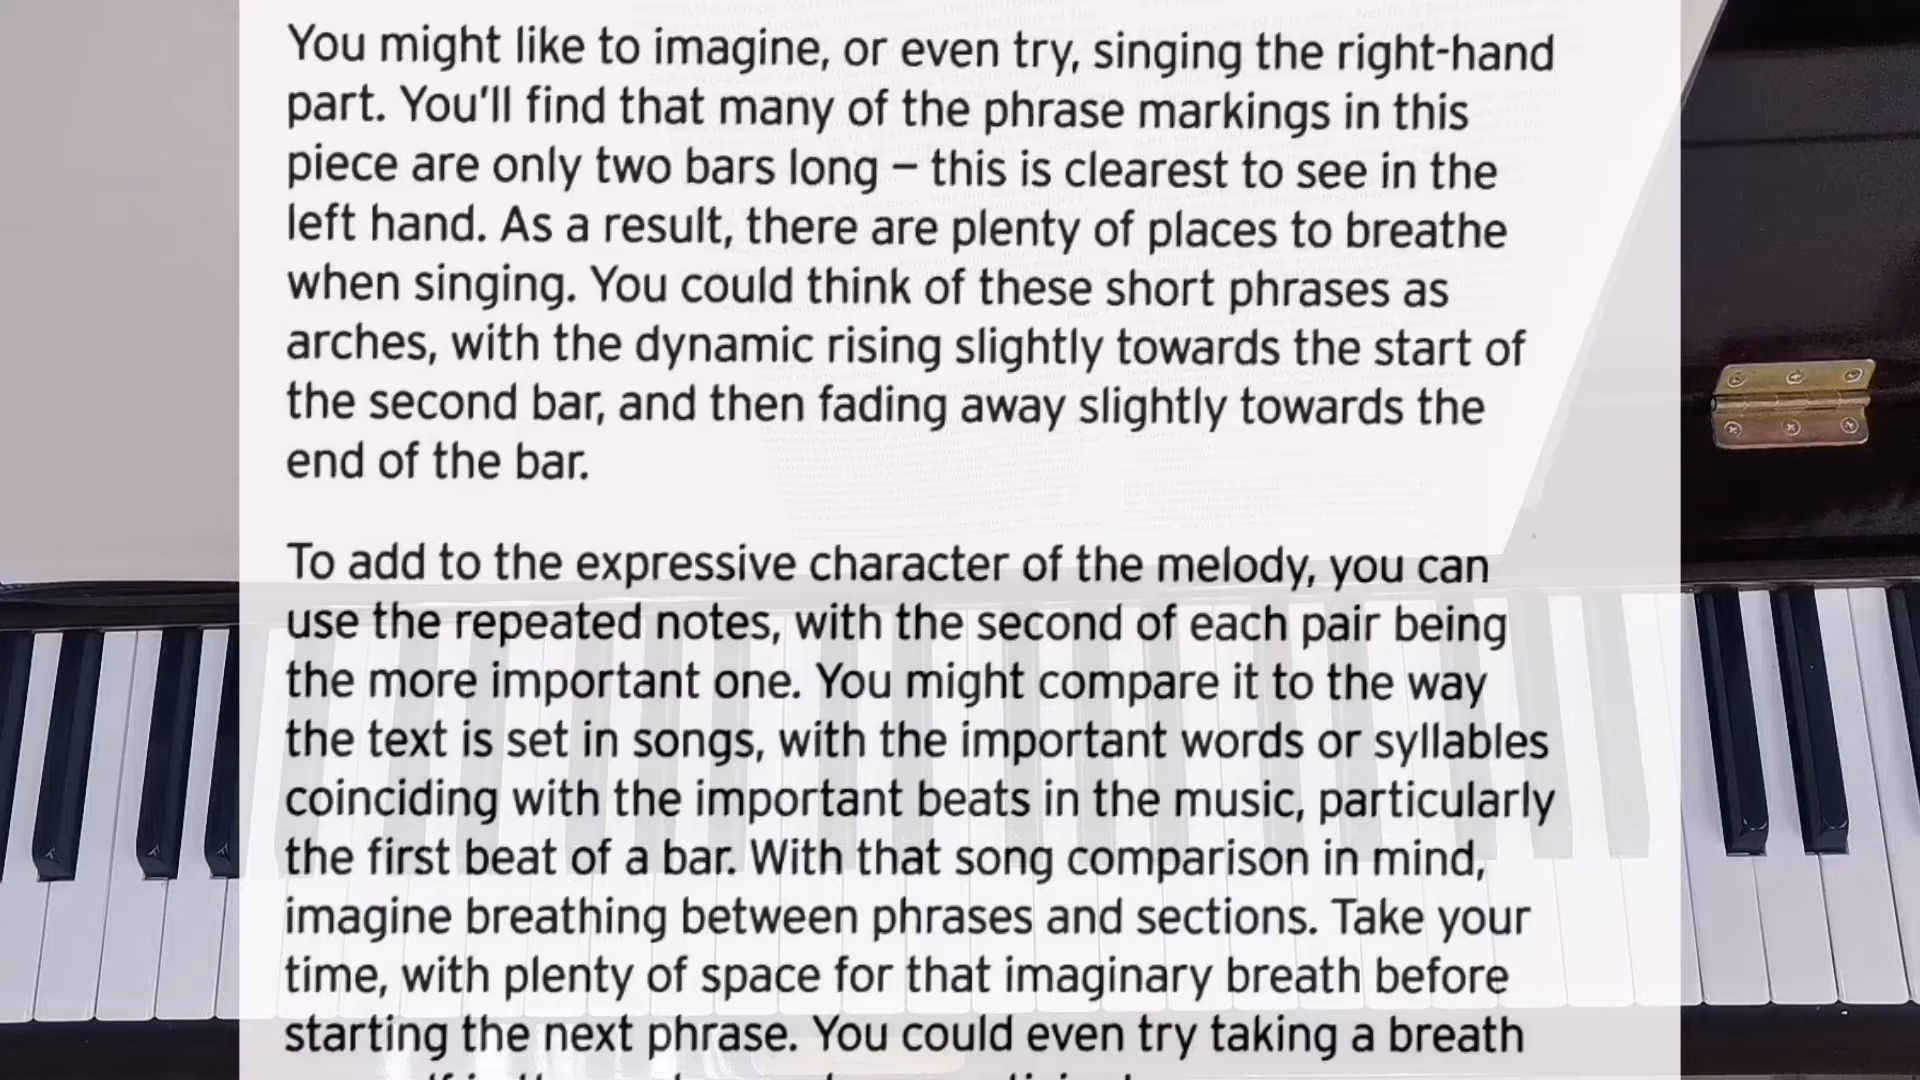 You might like to imagine, or even try, singing the right-hand
part. You'll find that many of the phrase markings in this
piece are only two bars long – this is clearest to see in the
left hand. As a result, there are plenty of places to breathe
when singing. You could think of these short phrases as
arches, with the dynamic rising slightly towards the start of
the second bar, and then fading away slightly towards the
end of the bar.
To add to the expressive character of the melody, you can
use the repeated notes, with the second of each pair being
the more important one. You might compare it to the way
the text is set in songs, with the important words or syllables
coinciding with the important beats in the music, particularly
the first beat of a bar. With that song comparison in mind,
imagine breathing between phrases and sections. Take your
time, with plenty of space for that imaginary breath before
starting the next phrase. You could even try taking a breath